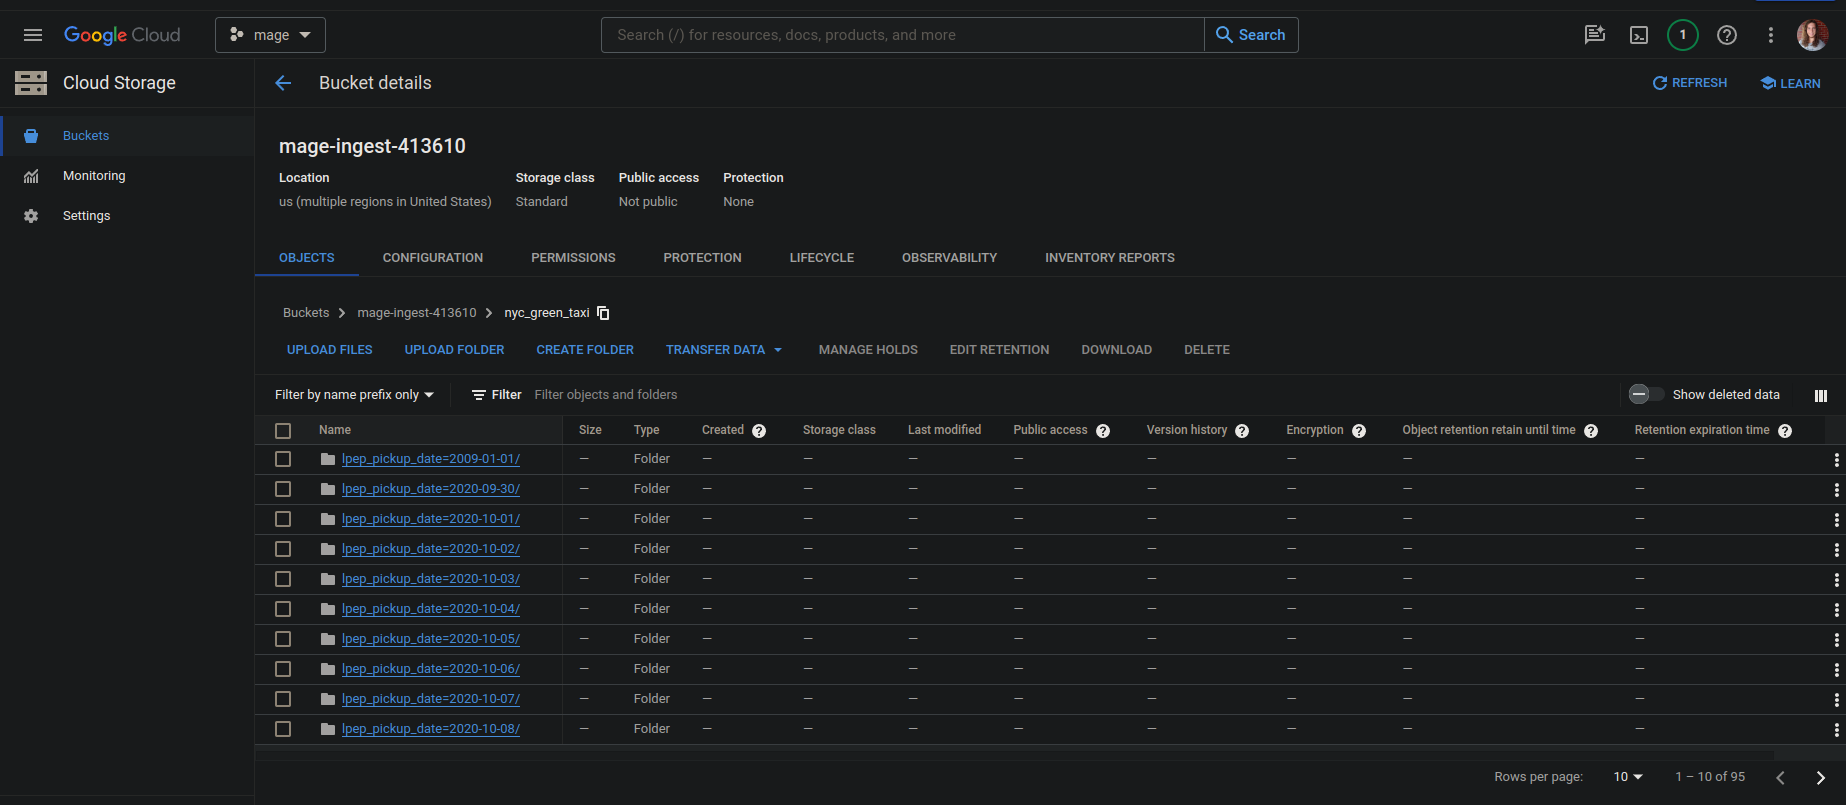 Google Cloud mage Search (/) for resources, docs, products, and more Search 1
Cloud Storage Bucket details REFRESH LEARN
Buckets
Monitoring
Settings
mage-ingest-413610
Location Storage class Public access Protection
us (multiple regions in United States) Standard Not public None
OBJECTS CONFIGURATION PERMISSIONS PROTECTION LIFECYCLE OBSERVABILITY INVENTORY REPORTS
Buckets > mage-ingest-413610 > nyc_green_taxi
UPLOAD FILES UPLOAD FOLDER CREATE FOLDER TRANSFER DATA MANAGE HOLDS EDIT RETENTION DOWNLOAD DELETE
Filter by name prefix only Filter Filter objects and folders Show deleted data
Name Size Type Created Storage class Last modified Public access Version history Encryption Object retention retain until time Retention expiration time
lpep_pickup_date=2009-01-01/ — Folder — — — — — — — —
lpep_pickup_date=2020-09-30/ — Folder — — — — — — — —
lpep_pickup_date=2020-10-01/ — Folder — — — — — — — —
lpep_pickup_date=2020-10-02/ — Folder — — — — — — — —
lpep_pickup_date=2020-10-03/ — Folder — — — — — — — —
lpep_pickup_date=2020-10-04/ — Folder — — — — — — — —
lpep_pickup_date=2020-10-05/ — Folder — — — — — — — —
lpep_pickup_date=2020-10-06/ — Folder — — — — — — — —
lpep_pickup_date=2020-10-07/ — Folder — — — — — — — —
lpep_pickup_date=2020-10-08/ — Folder — — — — — — — —
Rows per page: 10 1 – 10 of 95